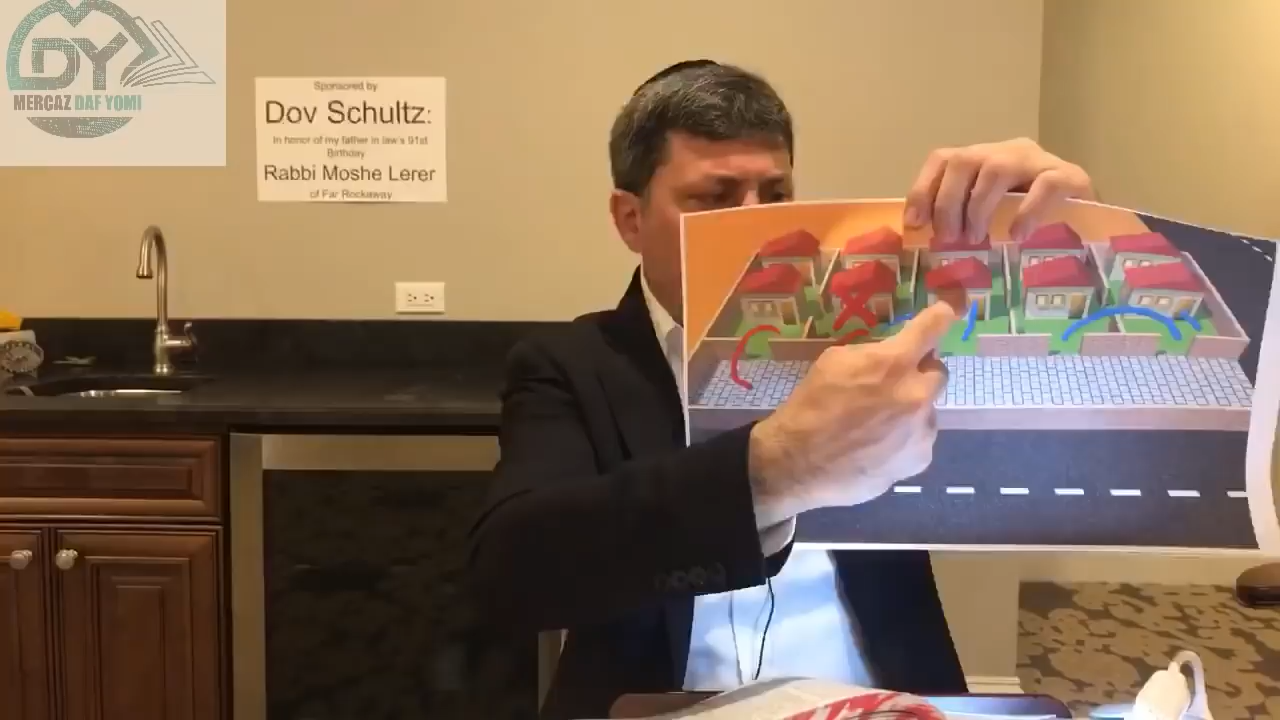 DY
MERCAZ DAF YOMI
Sponsored by
Dov Schultz:
In honor of my father in law's 91st
Birthday
Rabbi Moshe Lerer
of Far Rockaway